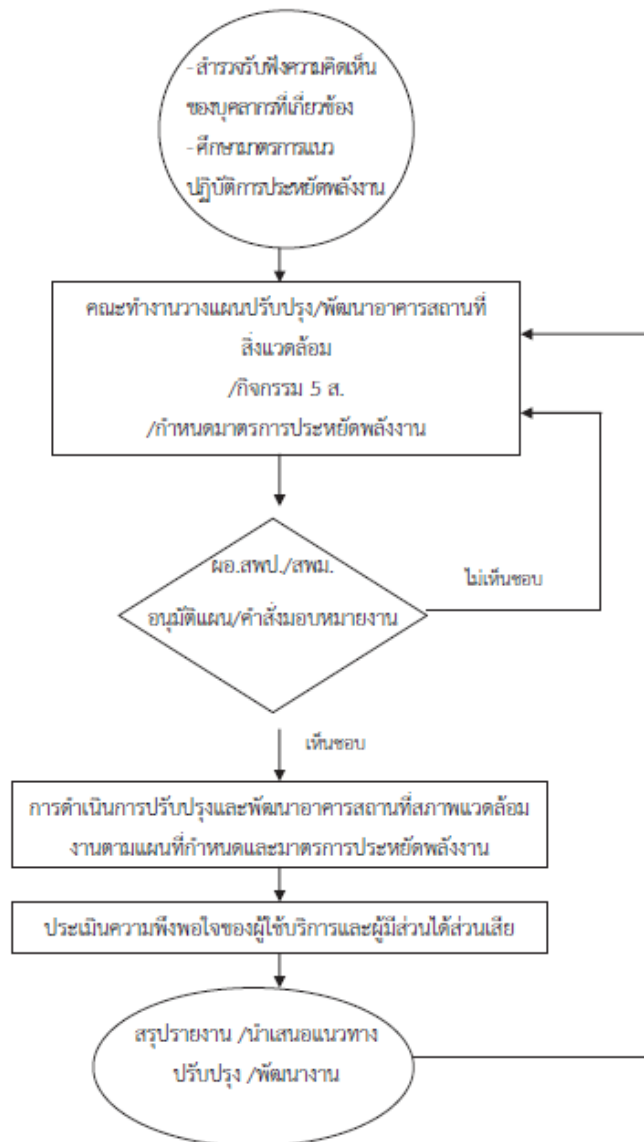 - สำรวจรับฟังความคิดเห็น
ของบุคลากรที่เกี่ยวข้อง
- ศึกษามาตรการแนว
ปฏิบัติการประหยัดพลังงาน
คณะทำงานวางแผนปรับปรุง/พัฒนาอาคารสถานที่
สิ่งแวดล้อม
/กิจกรรม 5 ส.
/กำหนดมาตรการประหยัดพลังงาน
ผอ.สพป./สพม.
อนุมัติแผน/คำสั่งมอบหมายงาน
ไม่เห็นชอบ
เห็นชอบ
การดำเนินการปรับปรุงและพัฒนาอาคารสถานที่สภาพแวดล้อม
งานตามแผนที่กำหนดและมาตรการประหยัดพลังงาน
ประเมินความพึงพอใจของผู้ใช้บริการและผู้มีส่วนได้ส่วนเสีย
สรุปรายงาน /นำเสนอแนวทาง
ปรับปรุง /พัฒนางาน